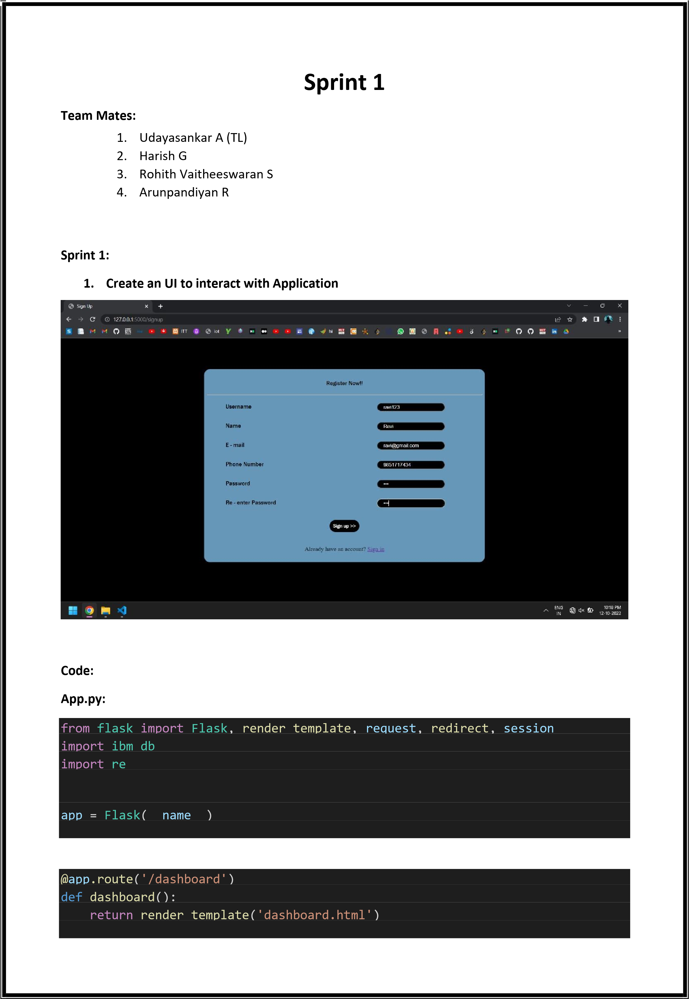 Sprint 1
Team Mates:
1. Udayasankar A (TL)
2. Harish G
3. Rohith Vaitheeswaran S
4. Arunpandiyan R
Sprint 1:
1. Create an UI to interact with Application
Sign Up
127.0.0.1:5000/signup
ITT iot hi
Register Now!!
Username ravi123
Name Ravi
E - mail ravi@gmail.com
Phone Number 9851717434
Password •••
Re - enter Password •••
Sign up >>
Already have an account? Sign in
ENG 10:18 PM
IN 12-10-2022
Code:
App.py:
from flask import Flask, render template, request, redirect, session
import ibm db
import re
app = Flask(  name  )
@app.route('/dashboard')
def dashboard():
    return render template('dashboard.html')